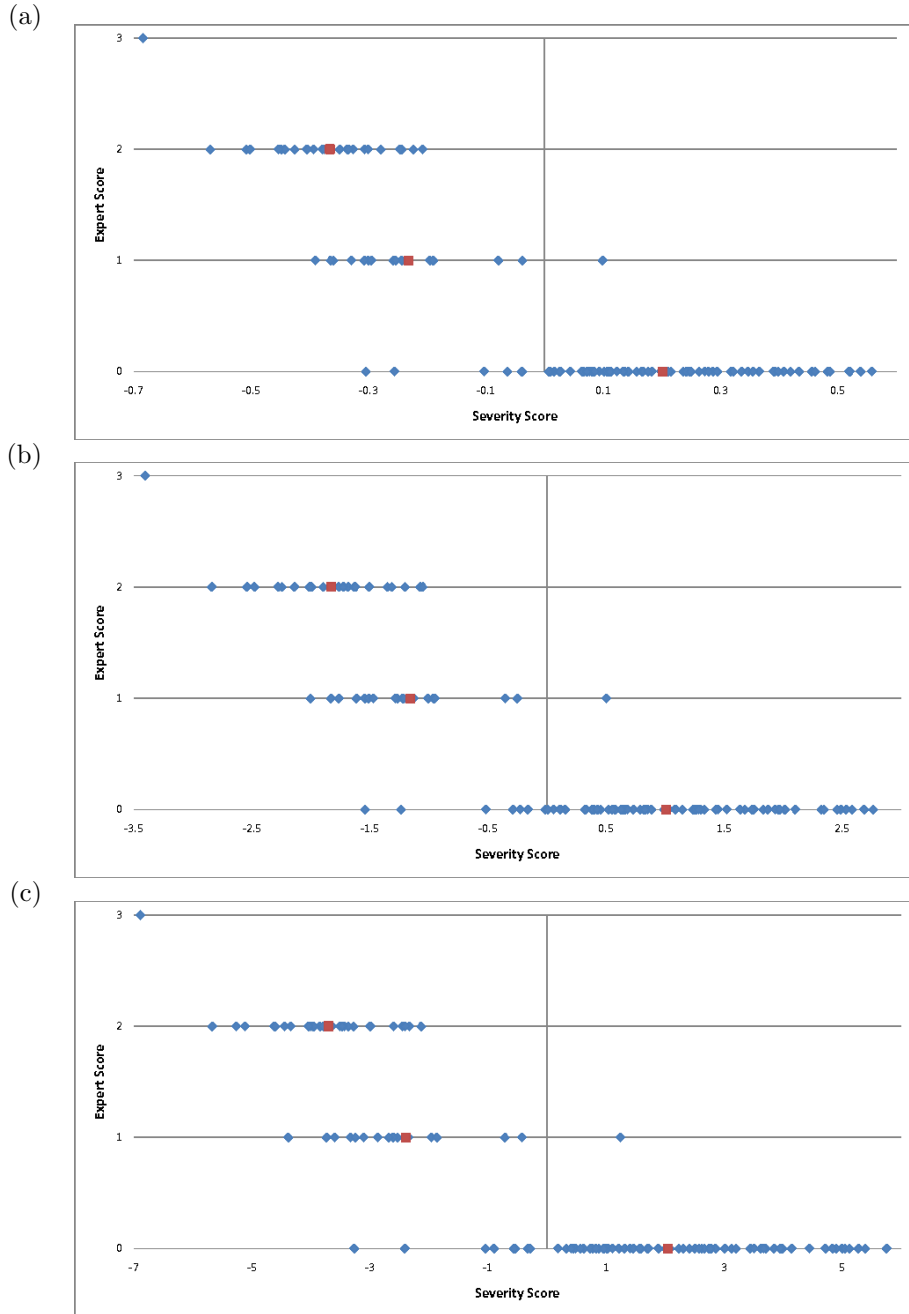 (a)
3
2
1
0
Expert Score
-0.7 -0.5 -0.3 -0.1 0.1 0.3 0.5
Severity Score
(b)
3
2
1
0
Expert Score
-3.5 -2.5 -1.5 -0.5 0.5 1.5 2.5
Severity Score
(c)
3
2
1
0
Expert Score
-7 -5 -3 -1 1 3 5
Severity Score